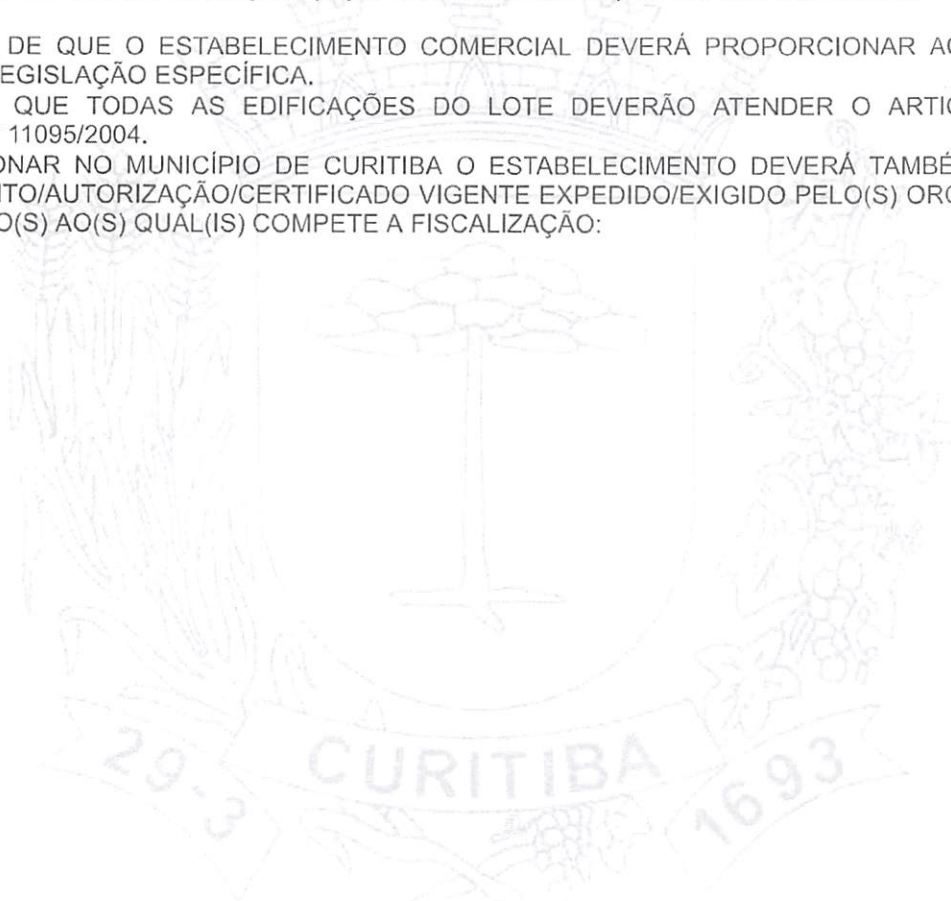 DE QUE O ESTABELECIMENTO COMERCIAL DEVERÁ PROPORCIONAR AC
EGISLAÇÃO ESPECÍFICA.
QUE TODAS AS EDIFICAÇÕES DO LOTE DEVERÃO ATENDER O ARTIG
11095/2004.
ONAR NO MUNICÍPIO DE CURITIBA O ESTABELECIMENTO DEVERÁ TAMBÉ
NTO/AUTORIZAÇÃO/CERTIFICADO VIGENTE EXPEDIDO/EXIGIDO PELO(S) ORG
O(S) AO(S) QUAL(IS) COMPETE A FISCALIZAÇÃO:
29-3 CURITIBA 1693